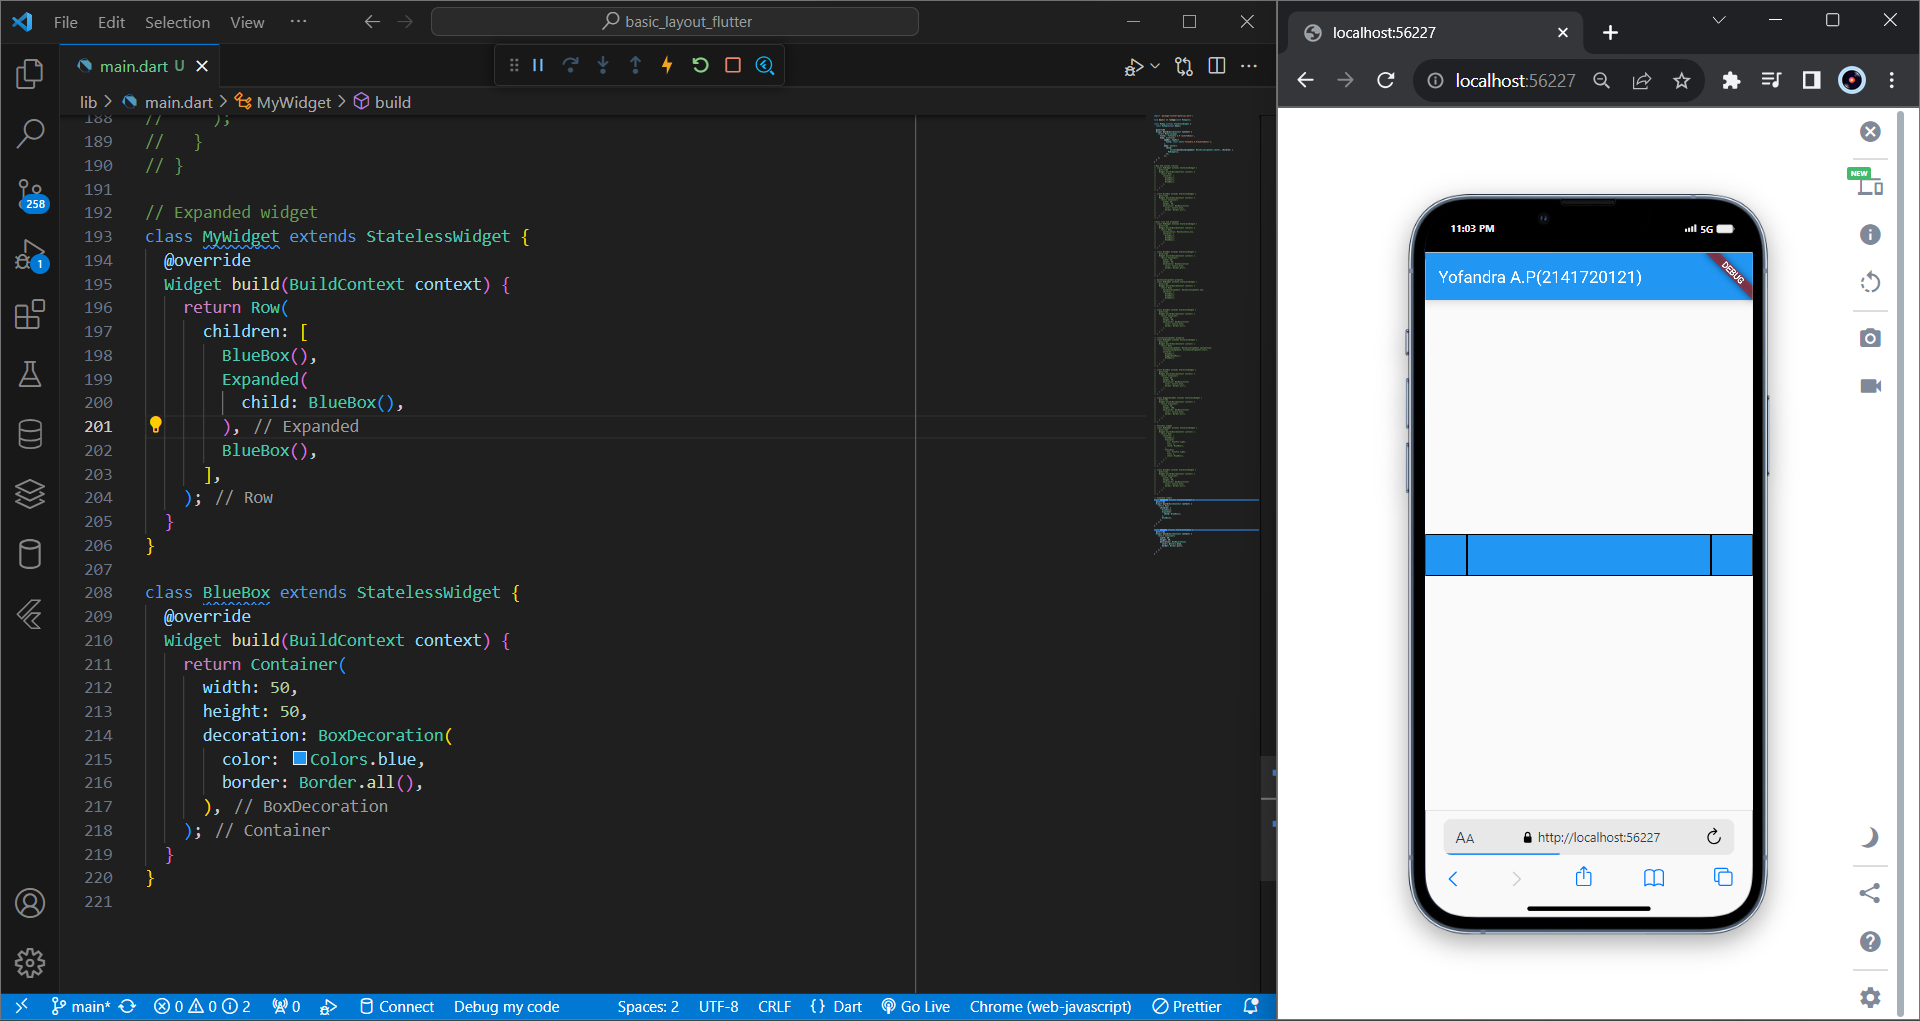 File Edit Selection View ··· basic_layout_flutter
main.dart U
lib > main.dart > MyWidget > build
188 // );
189 // }
190 // }
191
192 // Expanded widget
193 class MyWidget extends StatelessWidget {
194 @override
195 Widget build(BuildContext context) {
196 return Row(
197 children: [
198 BlueBox(),
199 Expanded(
200 child: BlueBox(),
201 ), // Expanded
202 BlueBox(),
203 ],
204 ); // Row
205 }
206 }
207
208 class BlueBox extends StatelessWidget {
209 @override
210 Widget build(BuildContext context) {
211 return Container(
212 width: 50,
213 height: 50,
214 decoration: BoxDecoration(
215 color: Colors.blue,
216 border: Border.all(),
217 ), // BoxDecoration
218 ); // Container
219 }
220 }
221
258
1
main* 0 0 2 0 Connect Debug my code Spaces: 2 UTF-8 CRLF {} Dart Go Live Chrome (web-javascript) Prettier
localhost:56227
localhost:56227
NEW
11:03 PM 5G
Yofandra A.P(2141720121)
DEBUG
AA http://localhost:56227